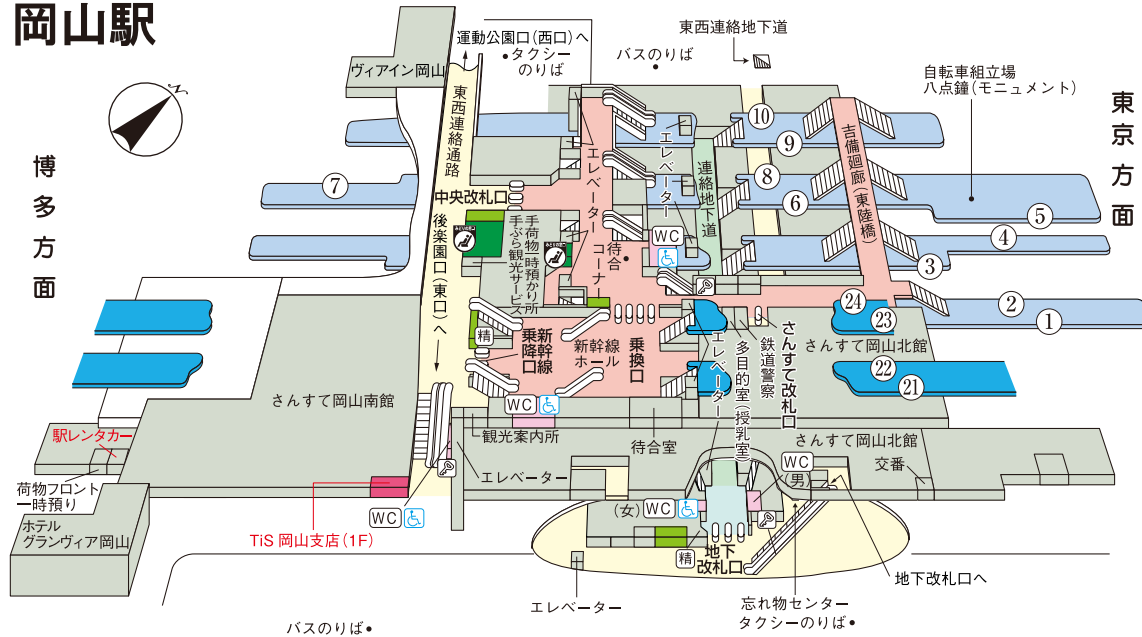 岡山駅
運動公園口(西口)へ
•タクシー
のりば
バスのりば
•
東西連絡地下道
ヴィアイン岡山
N
自転車組立場
八点鐘(モニュメント)
東京方面
博多方面
東西連絡通路
エレベーター
エレベーター
連絡地下道
吉備廻廊(東陸橋)
⑩
⑨
⑧
⑦
⑥
⑤
④
③
②
①
中央改札口
後楽園口(東口)へ
手荷物一時預かり所
手ぶら観光サービス
待合•
コーナー
WC
㉔
㉓
㉒
㉑
精
新幹線
乗降口
新幹線
ホール
乗換口
エレベーター
多目的室(授乳室)
鉄道警察
さんすて改札口
さんすて岡山北館
さんすて岡山南館
WC
観光案内所
待合室
さんすて岡山北館
駅レンタカー
エレベーター
WC
(男)
交番
荷物フロント
一時預り
WC
(女)
WC
ホテル
グランヴィア岡山
TiS 岡山支店(1F)
精
地下
改札口
地下改札口へ
エレベーター
忘れ物センター
タクシーのりば•
バスのりば•